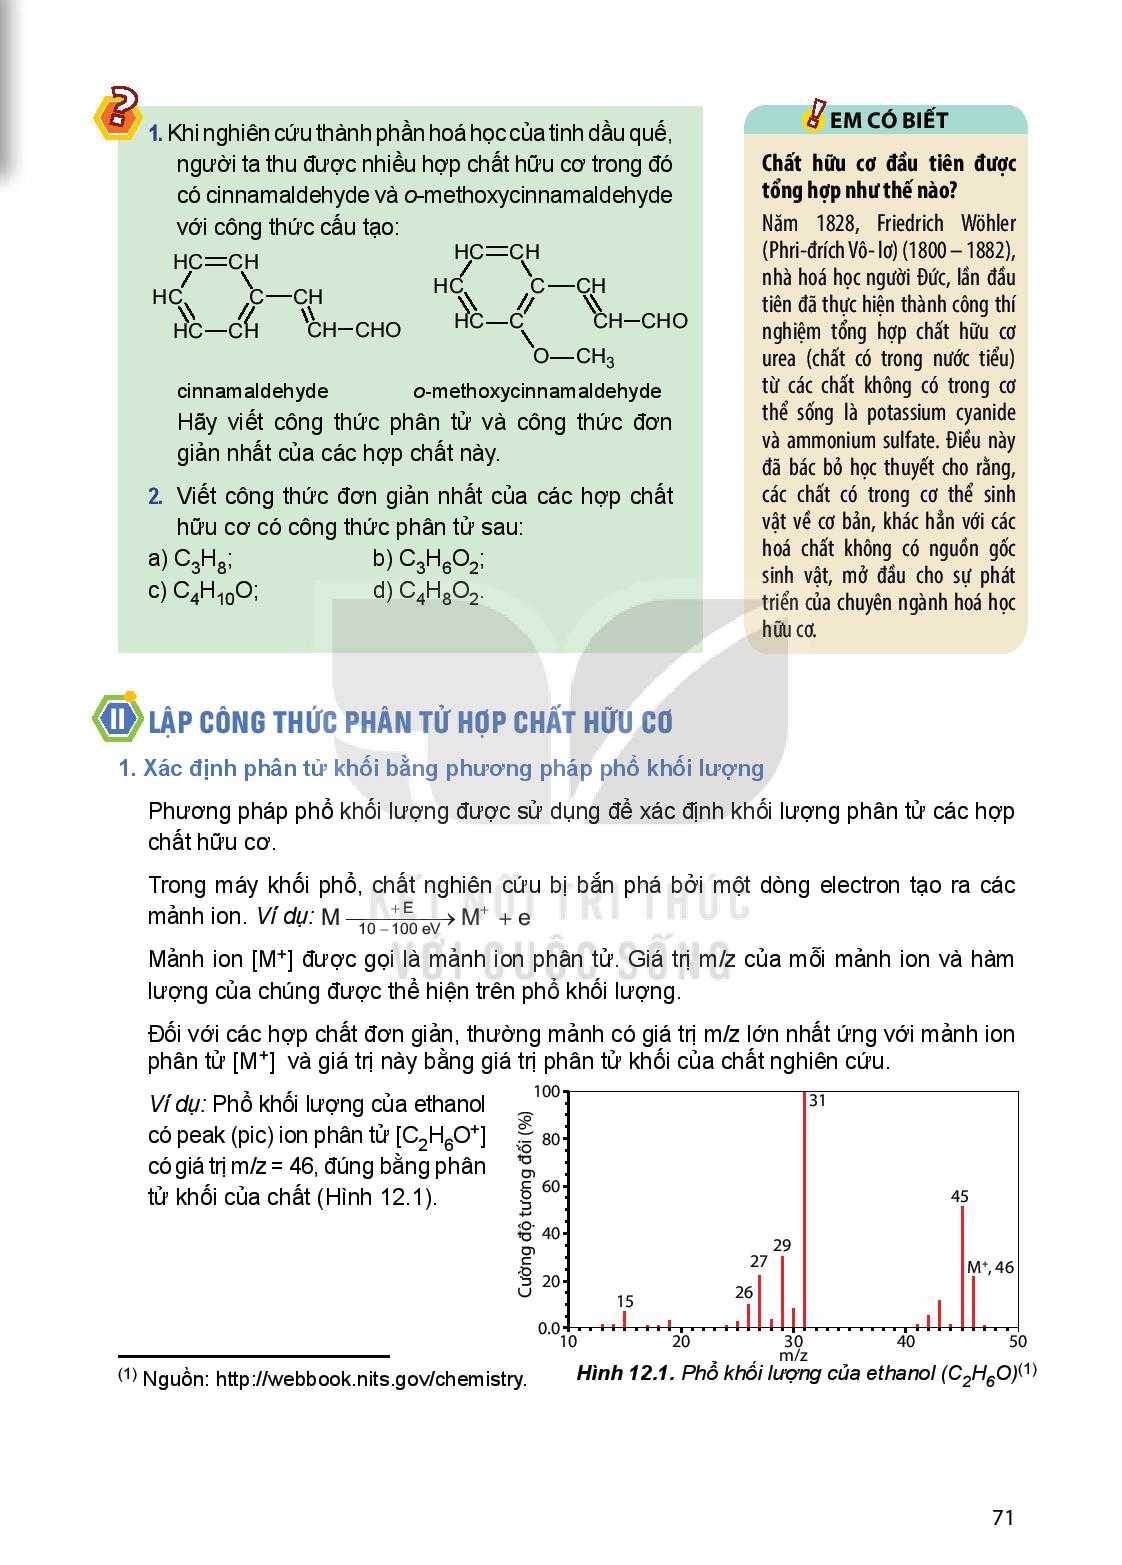 1. Khi nghiên cứu thành phần hoá học của tinh dầu quế,
người ta thu được nhiều hợp chất hữu cơ trong đó
có cinnamaldehyde và o-methoxycinnamaldehyde
với công thức cấu tạo:
HC=CH
HC C—CH
HC—CH CH—CHO
HC=CH
HC C—CH
HC—C CH—CHO
O—CH₃
cinnamaldehyde o-methoxycinnamaldehyde
Hãy viết công thức phân tử và công thức đơn
giản nhất của các hợp chất này.
2. Viết công thức đơn giản nhất của các hợp chất
hữu cơ có công thức phân tử sau:
a) C₃H₈; b) C₃H₆O₂;
c) C₄H₁₀O; d) C₄H₈O₂.
EM CÓ BIẾT
Chất hữu cơ đầu tiên được
tổng hợp như thế nào?
Năm 1828, Friedrich Wöhler
(Phri-đrích Vô- lơ) (1800 – 1882),
nhà hoá học người Đức, lần đầu
tiên đã thực hiện thành công thí
nghiệm tổng hợp chất hữu cơ
urea (chất có trong nước tiểu)
từ các chất không có trong cơ
thể sống là potassium cyanide
và ammonium sulfate. Điều này
đã bác bỏ học thuyết cho rằng,
các chất có trong cơ thể sinh
vật về cơ bản, khác hẳn với các
hoá chất không có nguồn gốc
sinh vật, mở đầu cho sự phát
triển của chuyên ngành hoá học
hữu cơ.
II LẬP CÔNG THỨC PHÂN TỬ HỢP CHẤT HỮU CƠ
1. Xác định phân tử khối bằng phương pháp phổ khối lượng
Phương pháp phổ khối lượng được sử dụng để xác định khối lượng phân tử các hợp
chất hữu cơ.
Trong máy khối phổ, chất nghiên cứu bị bắn phá bởi một dòng electron tạo ra các
mảnh ion. Ví dụ: M +E 10 – 100 eV → M⁺ + e
KẾT NỐI TRI THỨC
VỚI CUỘC SỐNG
Mảnh ion [M⁺] được gọi là mảnh ion phân tử. Giá trị m/z của mỗi mảnh ion và hàm
lượng của chúng được thể hiện trên phổ khối lượng.
Đối với các hợp chất đơn giản, thường mảnh có giá trị m/z lớn nhất ứng với mảnh ion
phân tử [M⁺] và giá trị này bằng giá trị phân tử khối của chất nghiên cứu.
Ví dụ: Phổ khối lượng của ethanol
có peak (pic) ion phân tử [C₂H₆O⁺]
có giá trị m/z = 46, đúng bằng phân
tử khối của chất (Hình 12.1).
Cường độ tương đối (%)
100
80
60
40
20
0.0
15
26
27
29
31
45
M⁺, 46
10 20 30 40 50
m/z
Hình 12.1. Phổ khối lượng của ethanol (C₂H₆O)⁽¹⁾
⁽¹⁾ Nguồn: http://webbook.nits.gov/chemistry.
71